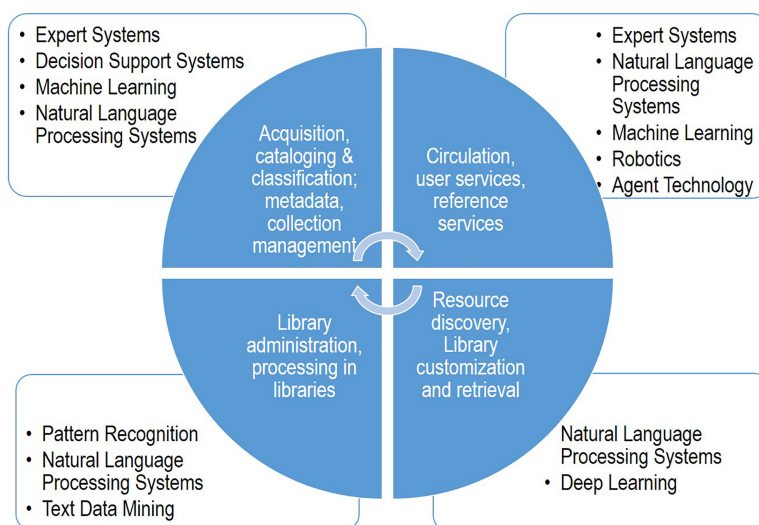 • Expert Systems
• Decision Support Systems
• Machine Learning
• Natural Language
Processing Systems
• Expert Systems
• Natural Language
Processing
Systems
• Machine Learning
• Robotics
• Agent Technology
Acquisition,
cataloging &
classification;
metadata,
collection
management
Circulation,
user services,
reference
services
Library
administration,
processing in
libraries
Resource
discovery,
Library
customization
and retrieval
• Pattern Recognition
• Natural Language
Processing Systems
• Text Data Mining
Natural Language
Processing Systems
• Deep Learning